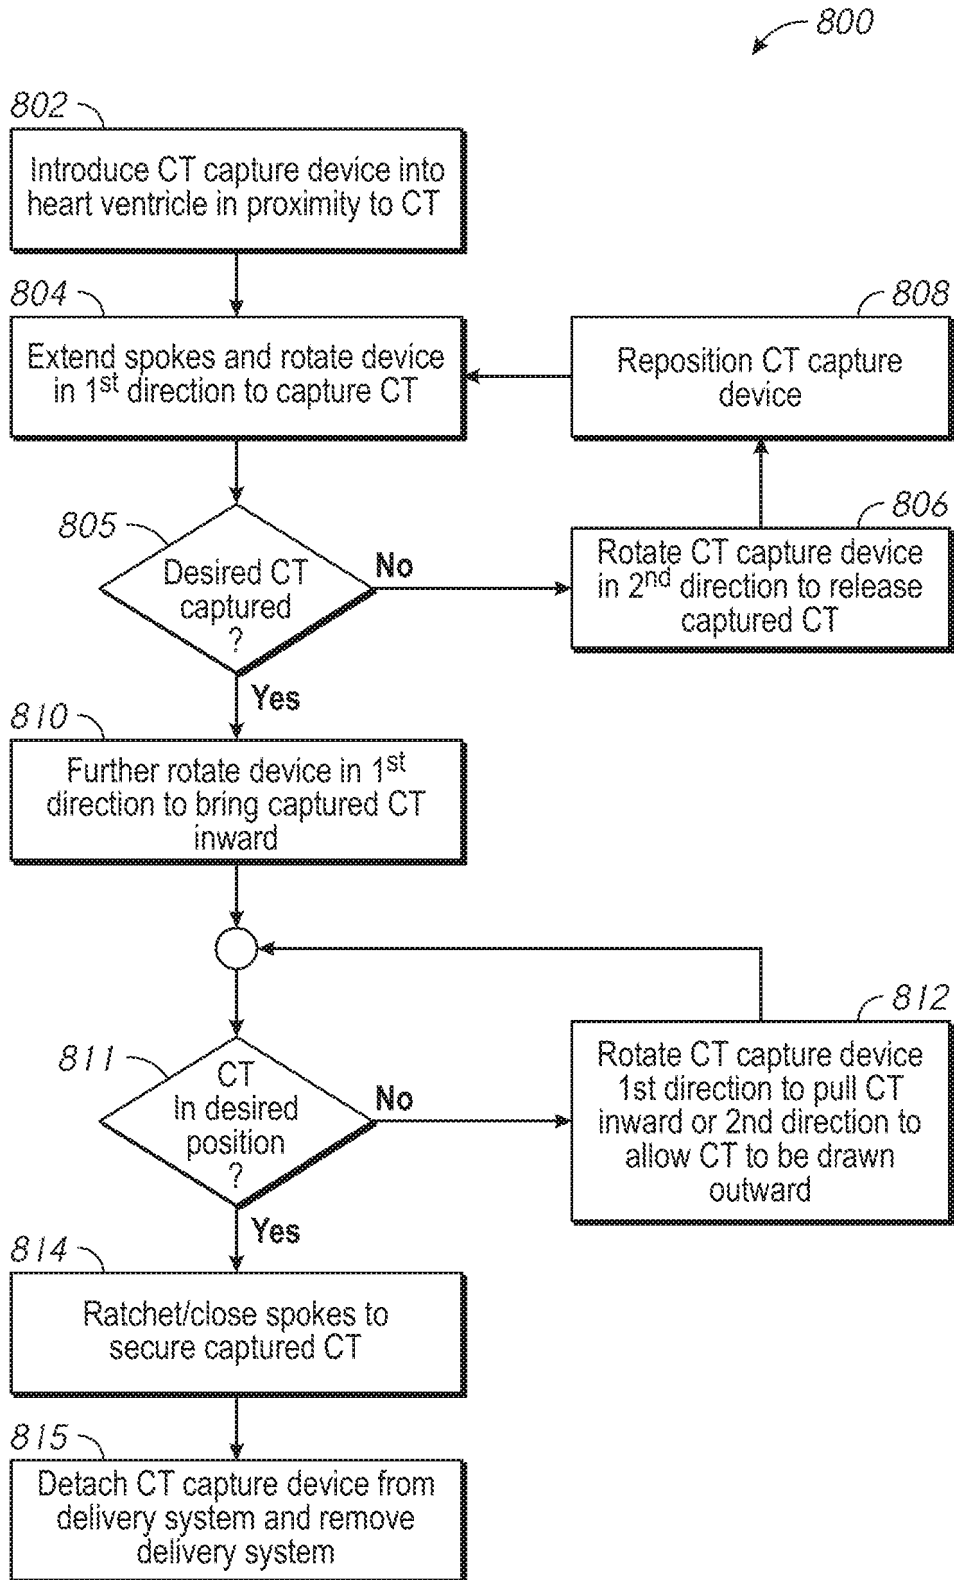 800
802
Introduce CT capture device into
heart ventricle in proximity to CT
804
Extend spokes and rotate device
in 1st direction to capture CT
808
Reposition CT capture
device
805
Desired CT
captured
?
No
806
Rotate CT capture device
in 2nd direction to release
captured CT
Yes
810
Further rotate device in 1st
direction to bring captured CT
inward
811
CT
In desired
position
?
No
812
Rotate CT capture device
1st direction to pull CT
inward or 2nd direction to
allow CT to be drawn
outward
Yes
814
Ratchet/close spokes to
secure captured CT
815
Detach CT capture device from
delivery system and remove
delivery system